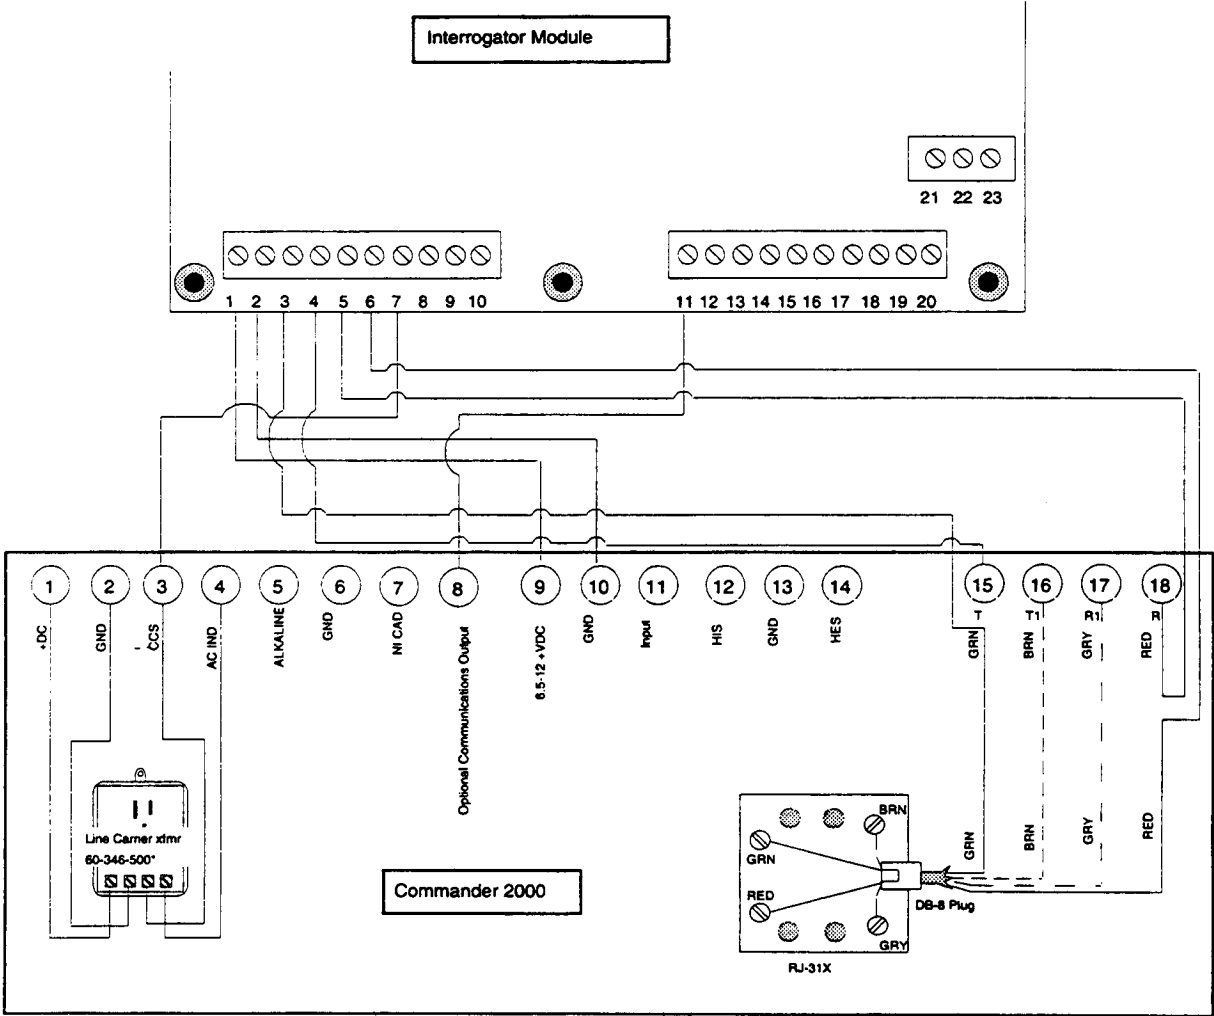 Interrogator Module
21 22 23
1 2 3 4 5 6 7 8 9 10
11 12 13 14 15 16 17 18 19 20
1 2 3 4 5 6 7 8 9 10 11 12 13 14 15 16 17 18
+DC
GND
CCS
AC IND
ALKALINE
GND
NI CAD
Optional Communications Output
6.5-12 +VDC
GND
Input
HIS
GND
HES
T
GRN
T1
BRN
R1
GRY
R
RED
Line Carrier xfmr
60-346-500*
Commander 2000
BRN
GRN
RED
GRY
RJ-31X
DB-8 Plug
GRN
BRN
GRY
RED